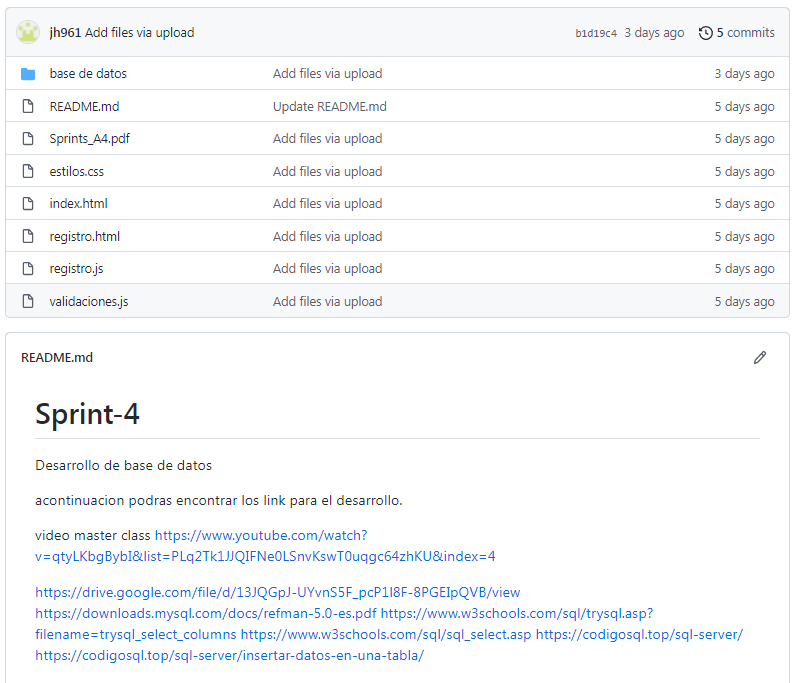 jh961 Add files via upload b1d19c4 3 days ago 5 commits
base de datos Add files via upload 3 days ago
README.md Update README.md 5 days ago
Sprints_A4.pdf Add files via upload 5 days ago
estilos.css Add files via upload 5 days ago
index.html Add files via upload 5 days ago
registro.html Add files via upload 5 days ago
registro.js Add files via upload 5 days ago
validaciones.js Add files via upload 5 days ago
README.md
Sprint-4
Desarrollo de base de datos
acontinuacion podras encontrar los link para el desarrollo.
video master class https://www.youtube.com/watch?
v=qtyLKbgBybI&list=PLq2Tk1JJQIFNe0LSnvKswT0uqgc64zhKU&index=4
https://drive.google.com/file/d/13JQGpJ-UYvnS5F_pcP1l8F-8PGEIpQVB/view
https://downloads.mysql.com/docs/refman-5.0-es.pdf https://www.w3schools.com/sql/trysql.asp?
filename=trysql_select_columns https://www.w3schools.com/sql/sql_select.asp https://codigosql.top/sql-server/
https://codigosql.top/sql-server/insertar-datos-en-una-tabla/